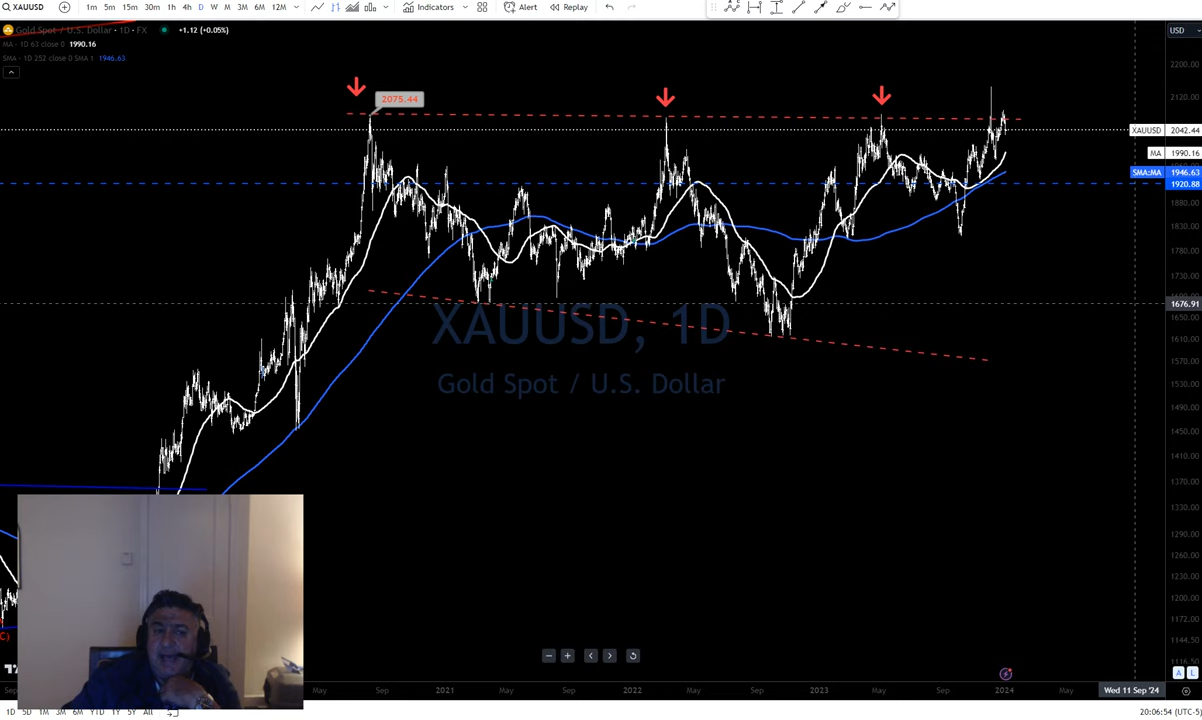 XAUUSD 1m 5m 15m 30m 1h 4h D W M 3M 6M 12M Indicators Alert Replay
Gold Spot / U.S. Dollar · 1D · FX +1.12 (+0.05%) USD
MA · 1D 63 close 0 1990.16
SMA · 1D 252 close 0 SMA 1 1946.63
2200.00
2120.00
2075.44
XAUUSD 2042.44
MA 1990.16
SMA:MA 1946.63
1920.88
1880.00
1830.00
1780.00
1730.00
1676.91
1650.00
1610.00
1570.00
1530.00
1490.00
1450.00
1410.00
1370.00
1330.00
1290.00
1260.00
1230.00
1200.00
1172.00
1144.50
1116.50
XAUUSD, 1D
Gold Spot / U.S. Dollar
C)
A L
May Sep 2021 May Sep 2022 May Sep 2023 May Sep 2024 May Wed 11 Sep '24
1D 5D 1M 3M 6M YTD 1Y 5Y All 20:06:54 (UTC-5)